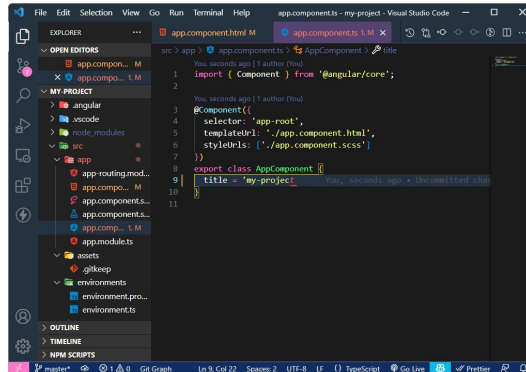 File Edit Selection View Go Run Terminal Help app.component.ts - my-project - Visual Studio Code
EXPLORER
app.component.html M
app.component.ts 1, M
src > app > app.component.ts > AppComponent > title
OPEN EDITORS
app.compon... M
app.compo... 1, M
MY-PROJECT
.angular
.vscode
node_modules
src
app
app-routing.mod...
app.compo... M
app.component.s...
app.component.s...
app.comp... 1, M
app.module.ts
assets
.gitkeep
environments
environment.pro...
environment.ts
OUTLINE
TIMELINE
NPM SCRIPTS
You, seconds ago | 1 author (You)
1 import { Component } from '@angular/core';
2
You, seconds ago | 1 author (You)
3 @Component({
4 selector: 'app-root',
5 templateUrl: './app.component.html',
6 styleUrls: ['./app.component.scss']
7 })
8 export class AppComponent {
9 title = 'my-project You, seconds ago • Uncommitted chan
10 }
11
master* 1 0 Git Graph Ln 9, Col 22 Spaces: 2 UTF-8 LF {} TypeScript Go Live Prettier